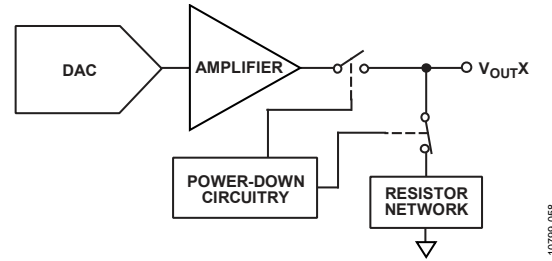 DAC
AMPLIFIER
VOUTX
POWER-DOWN
CIRCUITRY
RESISTOR
NETWORK
10799-058